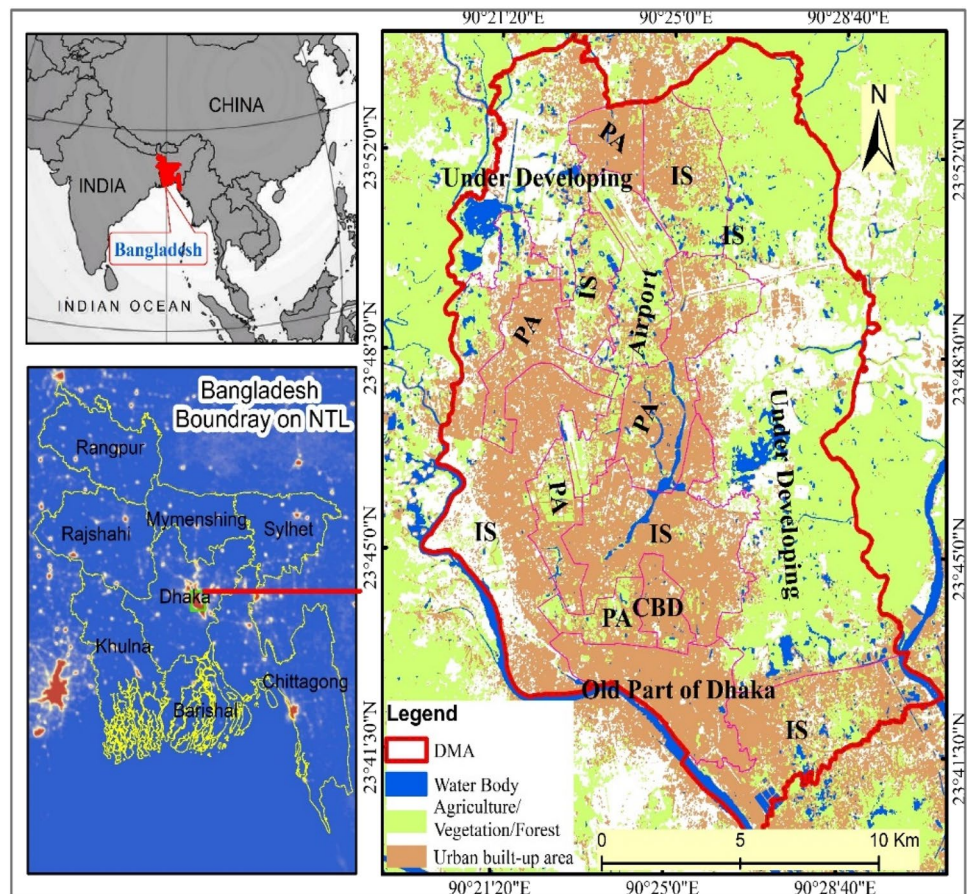 CHINA
INDIA
Bangladesh
INDIAN OCEAN
Bangladesh
Boundray on NTL
Rangpur
Rajshahi
Mymenshing
Sylhet
Dhaka
Khulna
Barishal
Chittagong
90°21'20"E
90°25'0"E
90°28'40"E
23°52'0"N
23°48'30"N
23°45'0"N
23°41'30"N
N
PA
IS
Under Developing
IS
IS
Airport
PA
PA
Under Developing
PA
IS
IS
PA
CBD
Old Part of Dhaka
IS
Legend
DMA
Water Body
Agriculture/
Vegetation/Forest
Urban built-up area
0
5
10 Km
23°52'0"N
23°48'30"N
23°45'0"N
23°41'30"N
90°21'20"E
90°25'0"E
90°28'40"E